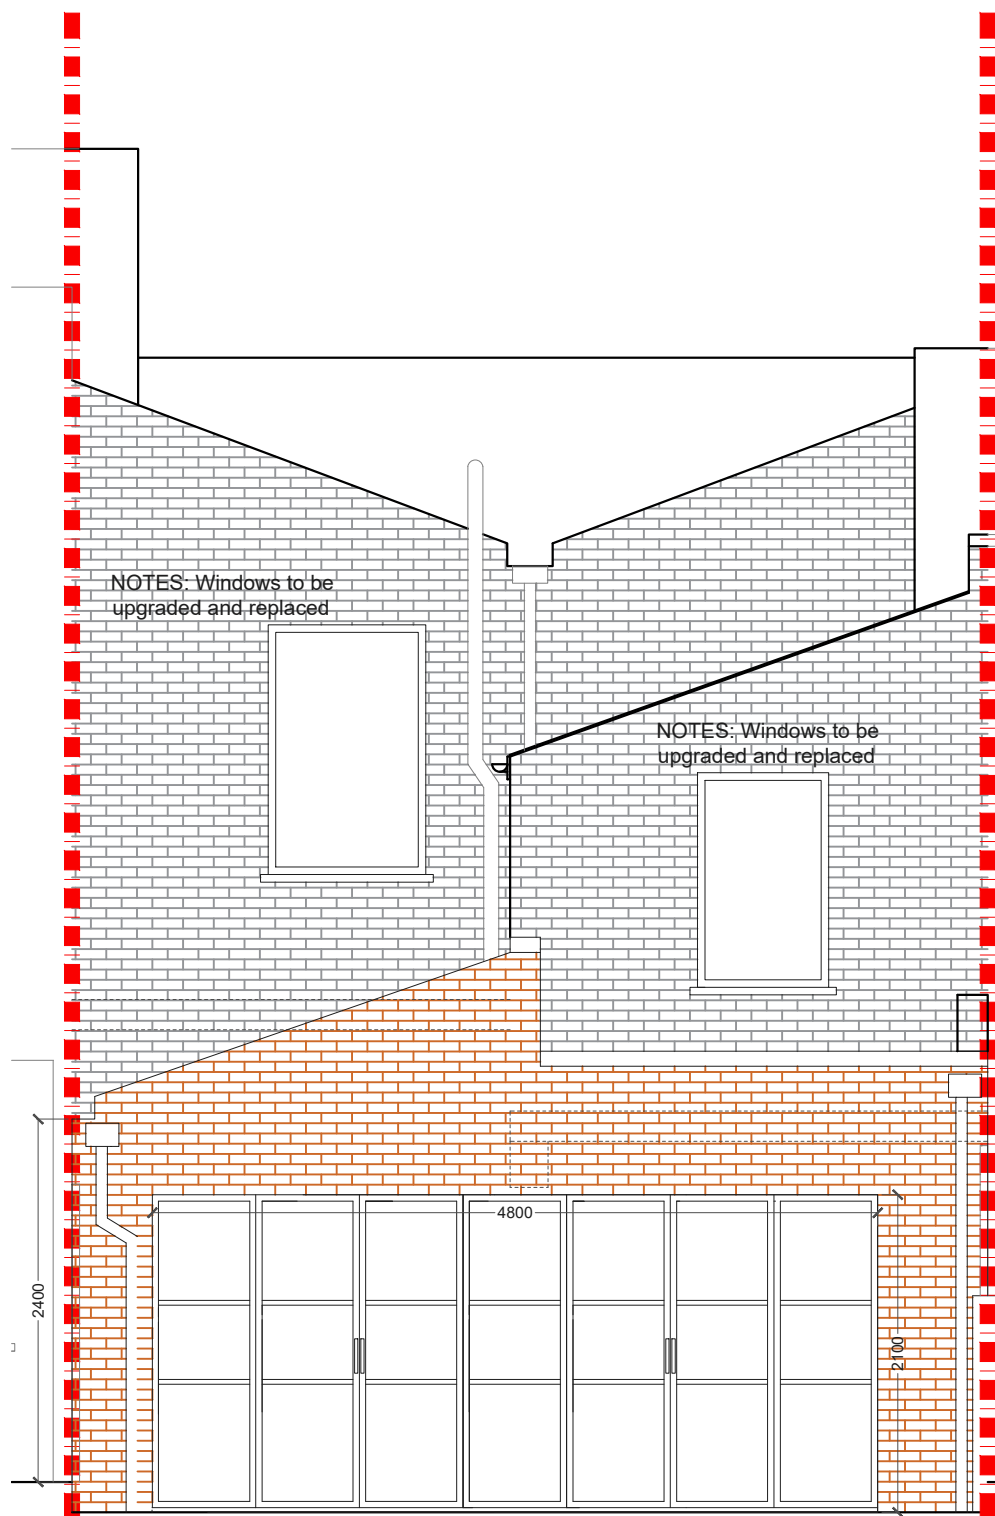 NOTES: Windows to be
upgraded and replaced
NOTES: Windows to be
upgraded and replaced
4800
2400
2100